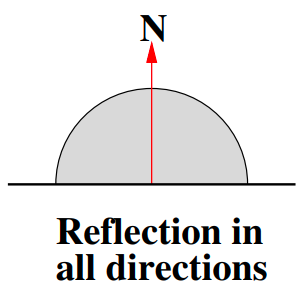 N
Reflection in
all directions